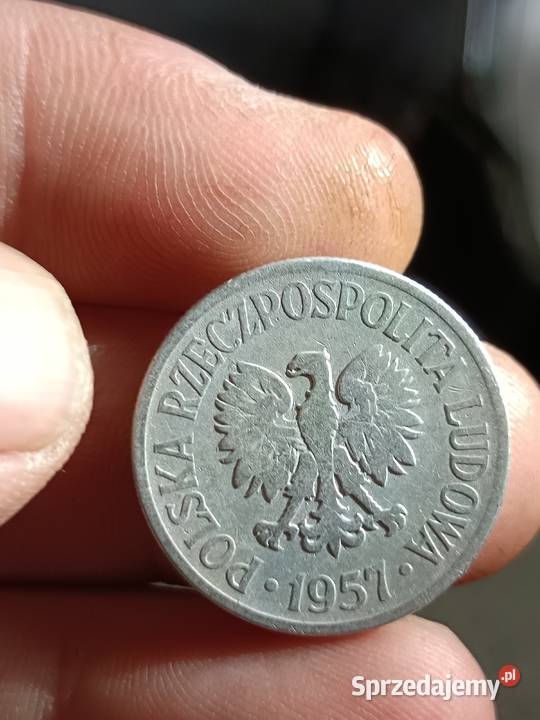 POLSKA RZECZPOSPOLITA LUDOWA
· 1957 ·
Sprzedajemy.pl